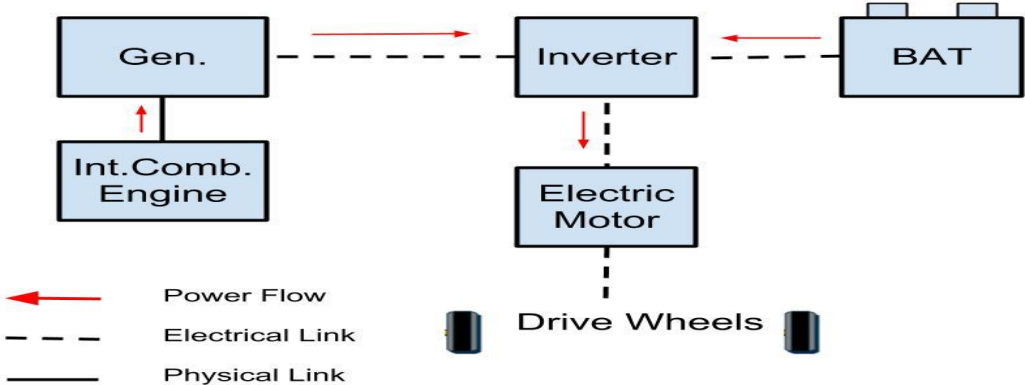 Gen.
Inverter
BAT
Int.Comb.
Engine
Electric
Motor
Power Flow
Drive Wheels
Electrical Link
Physical Link